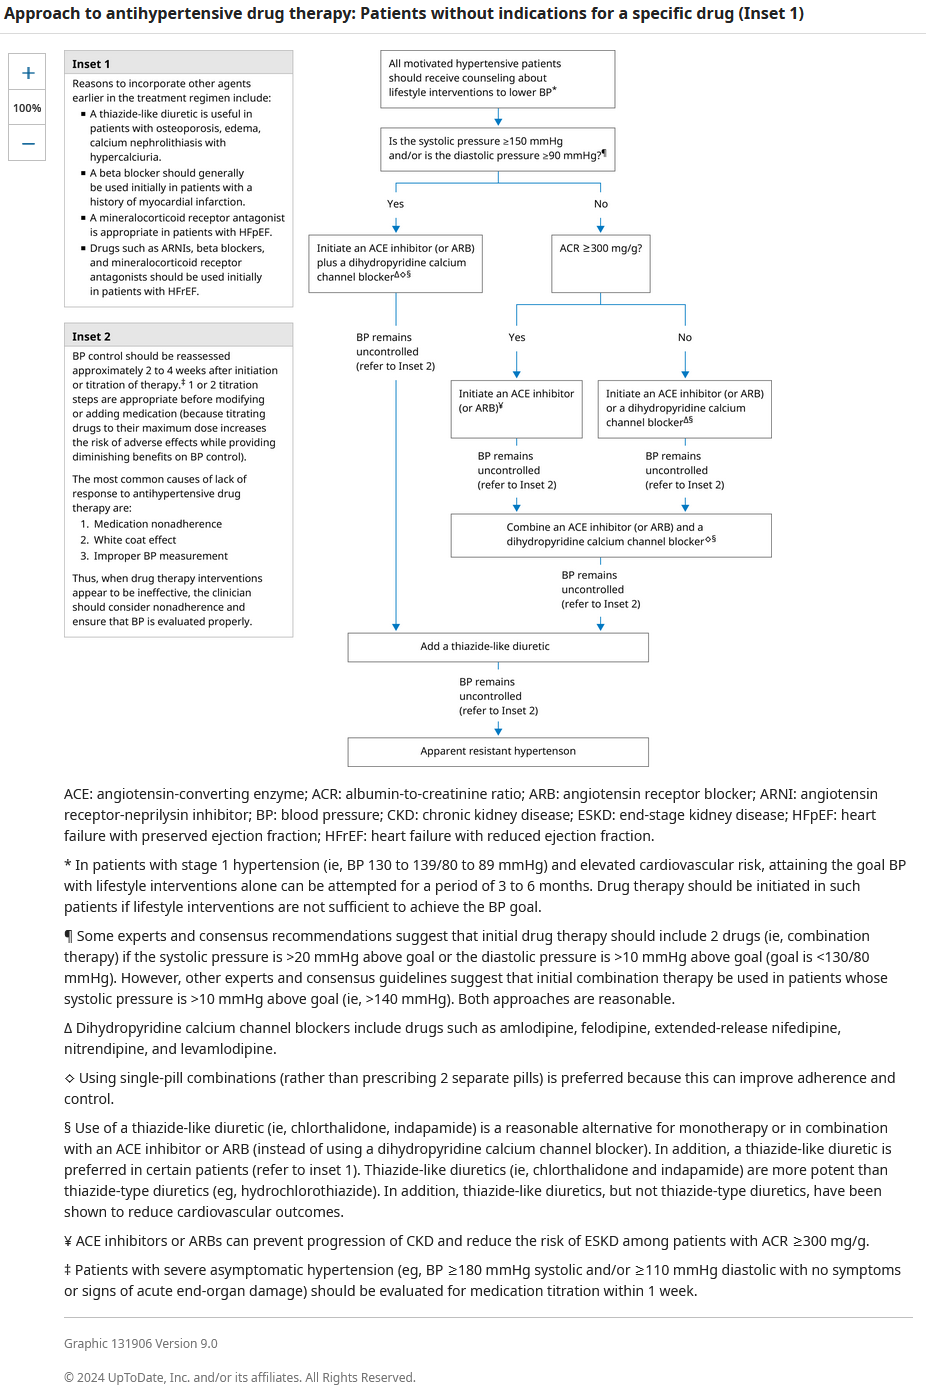 Approach to antihypertensive drug therapy: Patients without indications for a specific drug (Inset 1)
+
100%
−
Inset 1
Reasons to incorporate other agents
earlier in the treatment regimen include:
▪ A thiazide-like diuretic is useful in
patients with osteoporosis, edema,
calcium nephrolithiasis with
hypercalciuria.
▪ A beta blocker should generally
be used initially in patients with a
history of myocardial infarction.
▪ A mineralocorticoid receptor antagonist
is appropriate in patients with HFpEF.
▪ Drugs such as ARNIs, beta blockers,
and mineralocorticoid receptor
antagonists should be used initially
in patients with HFrEF.
Inset 2
BP control should be reassessed
approximately 2 to 4 weeks after initiation
or titration of therapy.‡ 1 or 2 titration
steps are appropriate before modifying
or adding medication (because titrating
drugs to their maximum dose increases
the risk of adverse effects while providing
diminishing benefits on BP control).
The most common causes of lack of
response to antihypertensive drug
therapy are:
1. Medication nonadherence
2. White coat effect
3. Improper BP measurement
Thus, when drug therapy interventions
appear to be ineffective, the clinician
should consider nonadherence and
ensure that BP is evaluated properly.
All motivated hypertensive patients
should receive counseling about
lifestyle interventions to lower BP*
Is the systolic pressure ≥150 mmHg
and/or is the diastolic pressure ≥90 mmHg?¶
Yes
No
Initiate an ACE inhibitor (or ARB)
plus a dihydropyridine calcium
channel blockerΔ◇§
ACR ≥300 mg/g?
BP remains
uncontrolled
(refer to Inset 2)
Yes
No
Initiate an ACE inhibitor
(or ARB)¥
Initiate an ACE inhibitor (or ARB)
or a dihydropyridine calcium
channel blockerΔ§
BP remains
uncontrolled
(refer to Inset 2)
BP remains
uncontrolled
(refer to Inset 2)
Combine an ACE inhibitor (or ARB) and a
dihydropyridine calcium channel blocker◇§
BP remains
uncontrolled
(refer to Inset 2)
Add a thiazide-like diuretic
BP remains
uncontrolled
(refer to Inset 2)
Apparent resistant hypertenson
ACE: angiotensin-converting enzyme; ACR: albumin-to-creatinine ratio; ARB: angiotensin receptor blocker; ARNI: angiotensin
receptor-neprilysin inhibitor; BP: blood pressure; CKD: chronic kidney disease; ESKD: end-stage kidney disease; HFpEF: heart
failure with preserved ejection fraction; HFrEF: heart failure with reduced ejection fraction.
* In patients with stage 1 hypertension (ie, BP 130 to 139/80 to 89 mmHg) and elevated cardiovascular risk, attaining the goal BP
with lifestyle interventions alone can be attempted for a period of 3 to 6 months. Drug therapy should be initiated in such
patients if lifestyle interventions are not sufficient to achieve the BP goal.
¶ Some experts and consensus recommendations suggest that initial drug therapy should include 2 drugs (ie, combination
therapy) if the systolic pressure is >20 mmHg above goal or the diastolic pressure is >10 mmHg above goal (goal is <130/80
mmHg). However, other experts and consensus guidelines suggest that initial combination therapy be used in patients whose
systolic pressure is >10 mmHg above goal (ie, >140 mmHg). Both approaches are reasonable.
Δ Dihydropyridine calcium channel blockers include drugs such as amlodipine, felodipine, extended-release nifedipine,
nitrendipine, and levamlodipine.
◇ Using single-pill combinations (rather than prescribing 2 separate pills) is preferred because this can improve adherence and
control.
§ Use of a thiazide-like diuretic (ie, chlorthalidone, indapamide) is a reasonable alternative for monotherapy or in combination
with an ACE inhibitor or ARB (instead of using a dihydropyridine calcium channel blocker). In addition, a thiazide-like diuretic is
preferred in certain patients (refer to inset 1). Thiazide-like diuretics (ie, chlorthalidone and indapamide) are more potent than
thiazide-type diuretics (eg, hydrochlorothiazide). In addition, thiazide-like diuretics, but not thiazide-type diuretics, have been
shown to reduce cardiovascular outcomes.
¥ ACE inhibitors or ARBs can prevent progression of CKD and reduce the risk of ESKD among patients with ACR ≥300 mg/g.
‡ Patients with severe asymptomatic hypertension (eg, BP ≥180 mmHg systolic and/or ≥110 mmHg diastolic with no symptoms
or signs of acute end-organ damage) should be evaluated for medication titration within 1 week.
Graphic 131906 Version 9.0
© 2024 UpToDate, Inc. and/or its affiliates. All Rights Reserved.